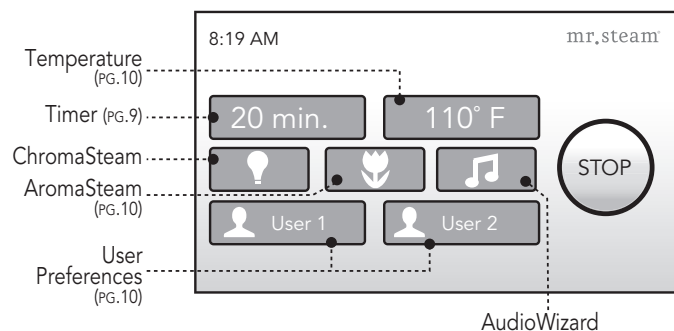 8:19 AM
mr.steam®
Temperature
(PG.10)
Timer (PG.9)
20 min.
110° F
ChromaSteam
STOP
AromaSteam
(PG.10)
User 1
User 2
User
Preferences
(PG.10)
AudioWizard